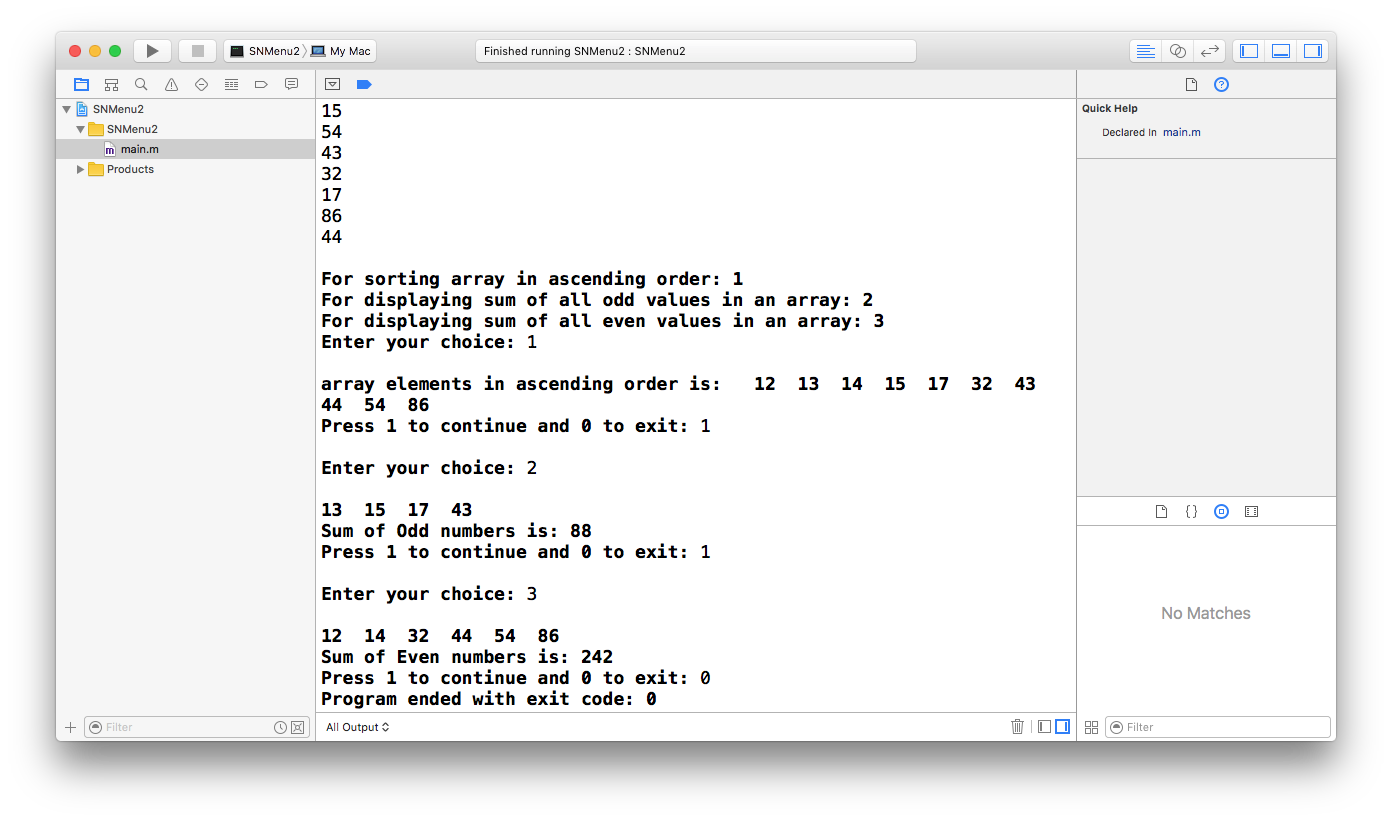 SNMenu2 My Mac
Finished running SNMenu2 : SNMenu2
SNMenu2
SNMenu2
m main.m
Products
Filter
15
54
43
32
17
86
44
For sorting array in ascending order: 1
For displaying sum of all odd values in an array: 2
For displaying sum of all even values in an array: 3
Enter your choice: 1
array elements in ascending order is: 12 13 14 15 17 32 43
44 54 86
Press 1 to continue and 0 to exit: 1
Enter your choice: 2
13 15 17 43
Sum of Odd numbers is: 88
Press 1 to continue and 0 to exit: 1
Enter your choice: 3
12 14 32 44 54 86
Sum of Even numbers is: 242
Press 1 to continue and 0 to exit: 0
Program ended with exit code: 0
All Output
Quick Help
Declared In main.m
No Matches
Filter